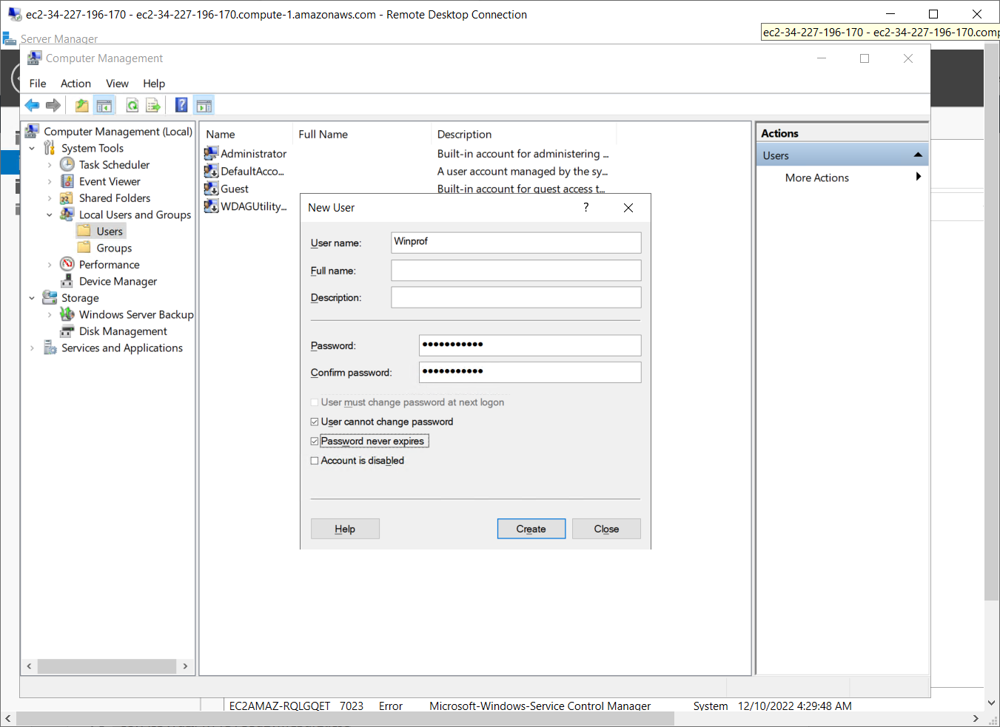 ec2-34-227-196-170 - ec2-34-227-196-170.compute-1.amazonaws.com - Remote Desktop Connection
ec2-34-227-196-170 - ec2-34-227-196-170.comp
Server Manager
Computer Management
File Action View Help
Computer Management (Local)
System Tools
Task Scheduler
Event Viewer
Shared Folders
Local Users and Groups
Users
Groups
Performance
Device Manager
Storage
Windows Server Backup
Disk Management
Services and Applications
Name Full Name Description
Administrator Built-in account for administering ...
DefaultAcco... A user account managed by the sy...
Guest Built-in account for guest access t...
WDAGUtility...
Actions
Users
More Actions
New User ?
User name: Winprof
Full name:
Description:
Password: •••••••••••
Confirm password: •••••••••••
User must change password at next logon
User cannot change password
Password never expires
Account is disabled
Help Create Close
EC2AMAZ-RQLGQET 7023 Error Microsoft-Windows-Service Control Manager System 12/10/2022 4:29:48 AM